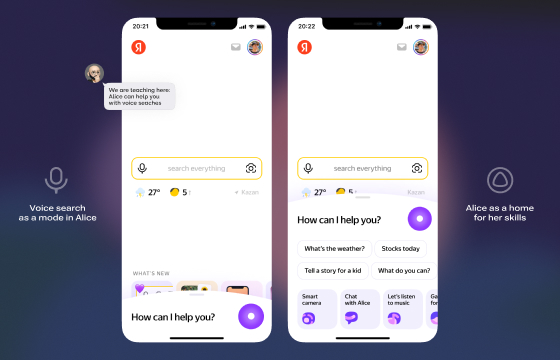 20:21
Я
We are teaching here:
Alice can help you
with voice seaches
search everything
27°
5
Kazan
WHAT'S NEW
How can I help you?
Voice search
as a mode in Alice
20:22
Я
search everything
27°
5
Kazan
How can I help you?
What's the weather?
Stocks today
Tell a story for a kid
What do you can?
Smart
camera
Chat
with Alice
Let's listen
to music
Alice as a home
for her skills